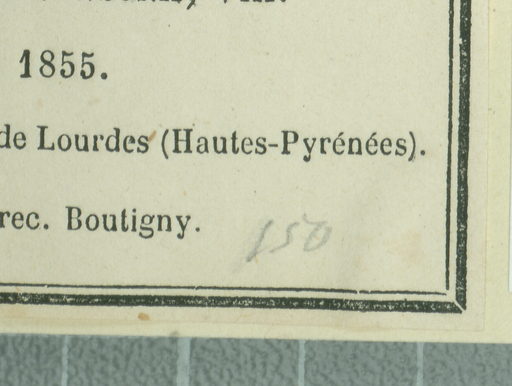 1855.
de Lourdes (Hautes-Pyrénées).
rec. Boutigny.
150